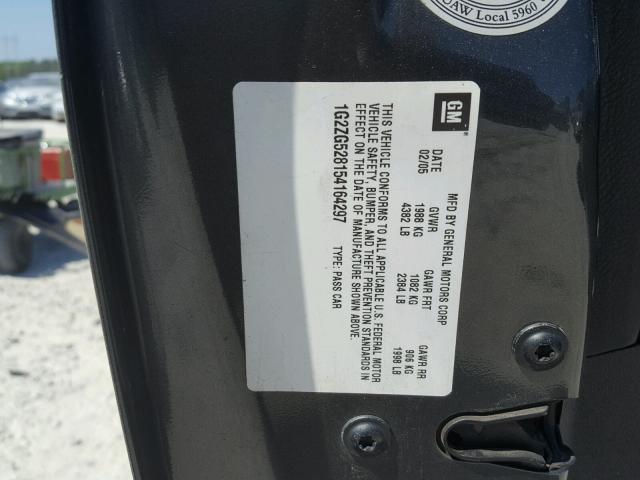 UAW Local 5960
GM
MFD BY GENERAL MOTORS CORP
DATE GVWR GAWR FRT GAWR RR
02/05 1988 KG 1082 KG 906 KG
4382 LB 2384 LB 1998 LB
THIS VEHICLE CONFORMS TO ALL APPLICABLE U.S. FEDERAL MOTOR
VEHICLE SAFETY, BUMPER, AND THEFT PREVENTION STANDARDS IN
EFFECT ON THE DATE OF MANUFACTURE SHOWN ABOVE.
1G2ZG528154164297 TYPE: PASS CAR